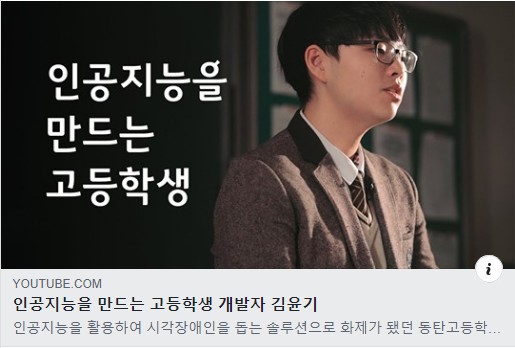 인공지능을
만드는
고등학생
i
YOUTUBE.COM
인공지능을 만드는 고등학생 개발자 김윤기
인공지능을 활용하여 시각장애인을 돕는 솔루션으로 화제가 됐던 동탄고등학...